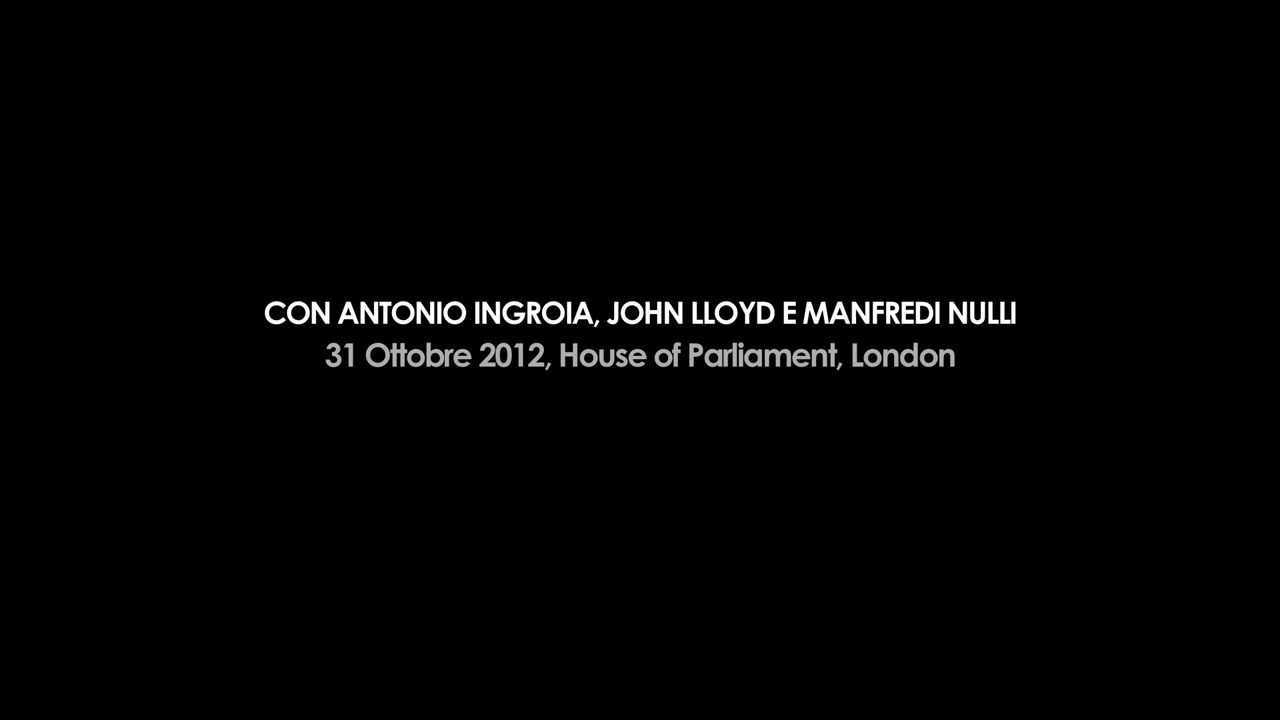 CON ANTONIO INGROIA, JOHN LLOYD E MANFREDI NULLI
31 Ottobre 2012, House of Parliament, London